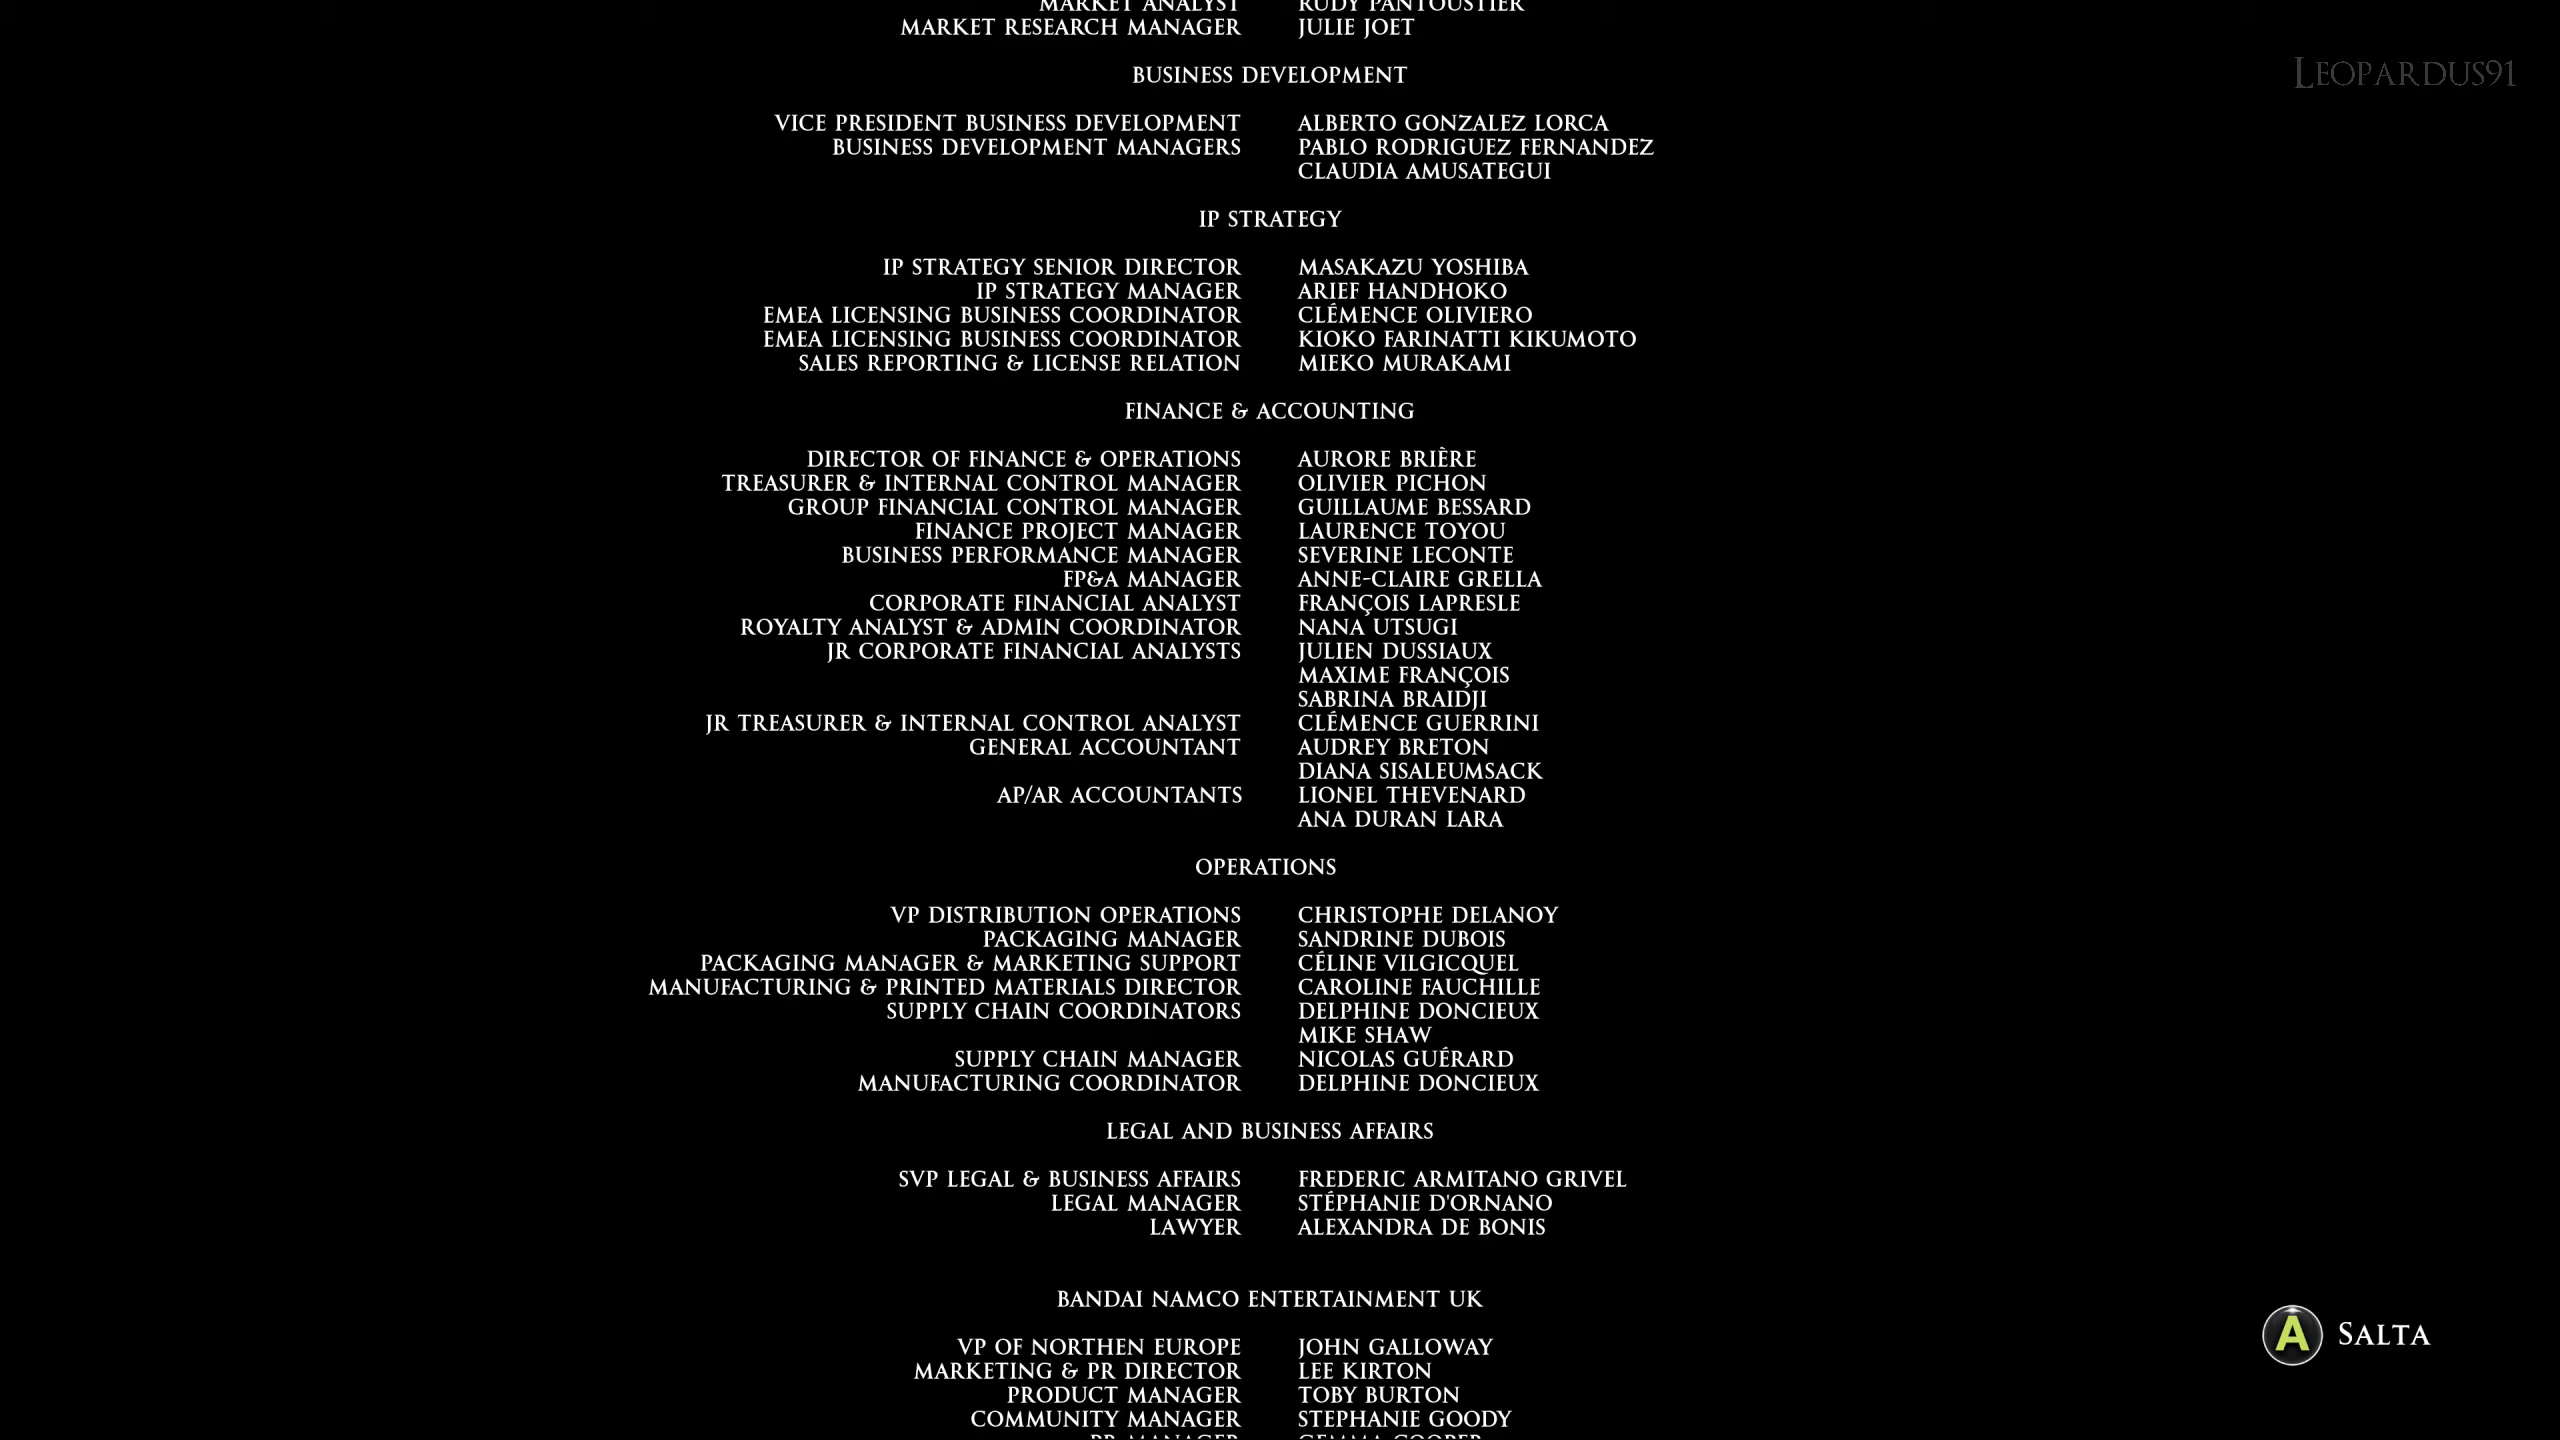 MARKET ANALYST RUDY PANTOUSTIER
MARKET RESEARCH MANAGER JULIE JOET
LEOPARDUS91
BUSINESS DEVELOPMENT
VICE PRESIDENT BUSINESS DEVELOPMENT ALBERTO GONZALEZ LORCA
BUSINESS DEVELOPMENT MANAGERS PABLO RODRIGUEZ FERNANDEZ
CLAUDIA AMUSATEGUI
IP STRATEGY
IP STRATEGY SENIOR DIRECTOR MASAKAZU YOSHIBA
IP STRATEGY MANAGER ARIEF HANDHOKO
EMEA LICENSING BUSINESS COORDINATOR CLÉMENCE OLIVIERO
EMEA LICENSING BUSINESS COORDINATOR KIOKO FARINATTI KIKUMOTO
SALES REPORTING & LICENSE RELATION MIEKO MURAKAMI
FINANCE & ACCOUNTING
DIRECTOR OF FINANCE & OPERATIONS AURORE BRIÈRE
TREASURER & INTERNAL CONTROL MANAGER OLIVIER PICHON
GROUP FINANCIAL CONTROL MANAGER GUILLAUME BESSARD
FINANCE PROJECT MANAGER LAURENCE TOYOU
BUSINESS PERFORMANCE MANAGER SEVERINE LECONTE
FP&A MANAGER ANNE-CLAIRE GRELLA
CORPORATE FINANCIAL ANALYST FRANÇOIS LAPRESLE
ROYALTY ANALYST & ADMIN COORDINATOR NANA UTSUGI
JR CORPORATE FINANCIAL ANALYSTS JULIEN DUSSIAUX
MAXIME FRANÇOIS
SABRINA BRAIDJI
JR TREASURER & INTERNAL CONTROL ANALYST CLÉMENCE GUERRINI
GENERAL ACCOUNTANT AUDREY BRETON
DIANA SISALEUMSACK
AP/AR ACCOUNTANTS LIONEL THEVENARD
ANA DURAN LARA
OPERATIONS
VP DISTRIBUTION OPERATIONS CHRISTOPHE DELANOY
PACKAGING MANAGER SANDRINE DUBOIS
PACKAGING MANAGER & MARKETING SUPPORT CÉLINE VILGICQUEL
MANUFACTURING & PRINTED MATERIALS DIRECTOR CAROLINE FAUCHILLE
SUPPLY CHAIN COORDINATORS DELPHINE DONCIEUX
MIKE SHAW
SUPPLY CHAIN MANAGER NICOLAS GUÉRARD
MANUFACTURING COORDINATOR DELPHINE DONCIEUX
LEGAL AND BUSINESS AFFAIRS
SVP LEGAL & BUSINESS AFFAIRS FREDERIC ARMITANO GRIVEL
LEGAL MANAGER STÉPHANIE D'ORNANO
LAWYER ALEXANDRA DE BONIS
BANDAI NAMCO ENTERTAINMENT UK
VP OF NORTHEN EUROPE JOHN GALLOWAY
A SALTA
MARKETING & PR DIRECTOR LEE KIRTON
PRODUCT MANAGER TOBY BURTON
COMMUNITY MANAGER STEPHANIE GOODY
PR MANAGER GEMMA COOPER